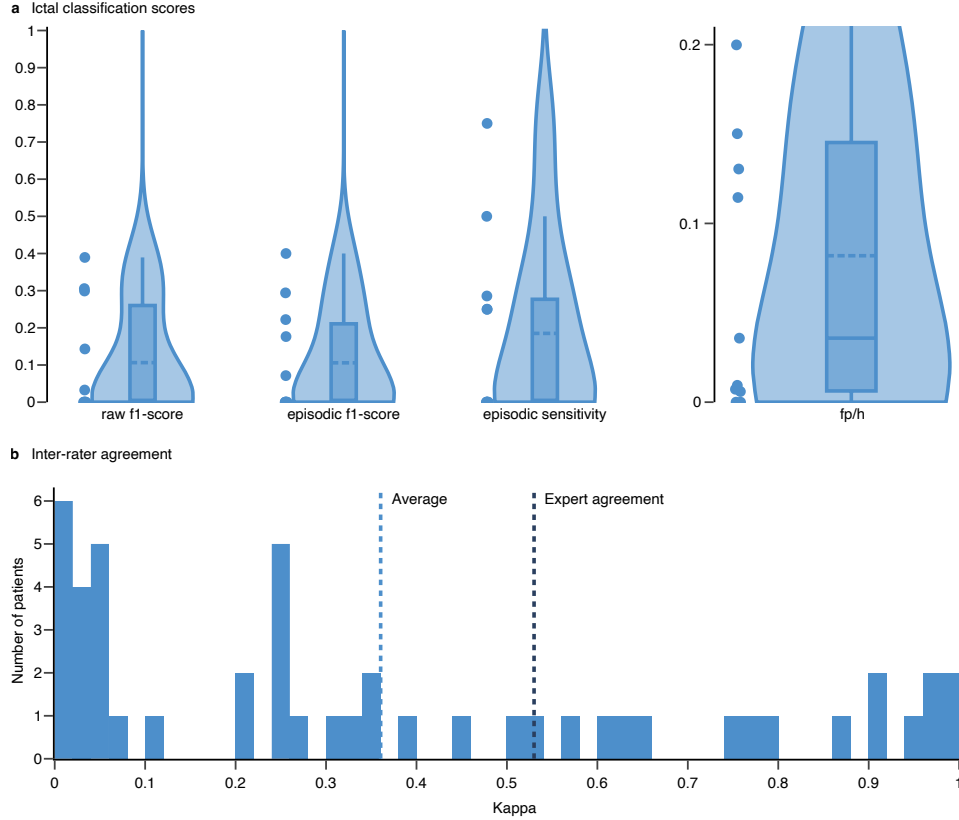 a Ictal classification scores
1
0.9
0.8
0.7
0.6
0.5
0.4
0.3
0.2
0.1
0
raw f1-score
episodic f1-score
episodic sensitivity
0.2
0.1
0
fp/h
b Inter-rater agreement
Average
Expert agreement
Number of patients
6
5
4
3
2
1
0
0 0.1 0.2 0.3 0.4 0.5 0.6 0.7 0.8 0.9 1
Kappa